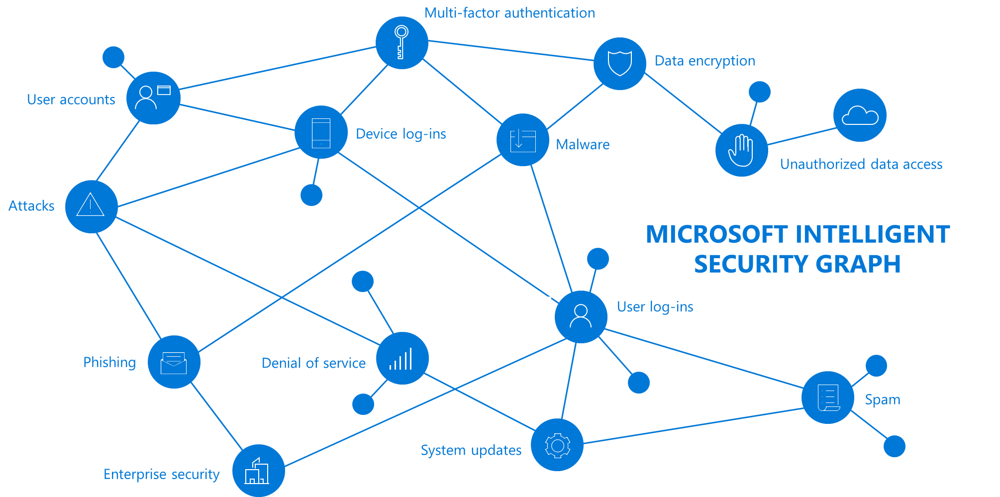 Multi-factor authentication
Data encryption
User accounts
Device log-ins
Malware
Unauthorized data access
Attacks
MICROSOFT INTELLIGENT
SECURITY GRAPH
User log-ins
Phishing
Denial of service
Spam
System updates
Enterprise security